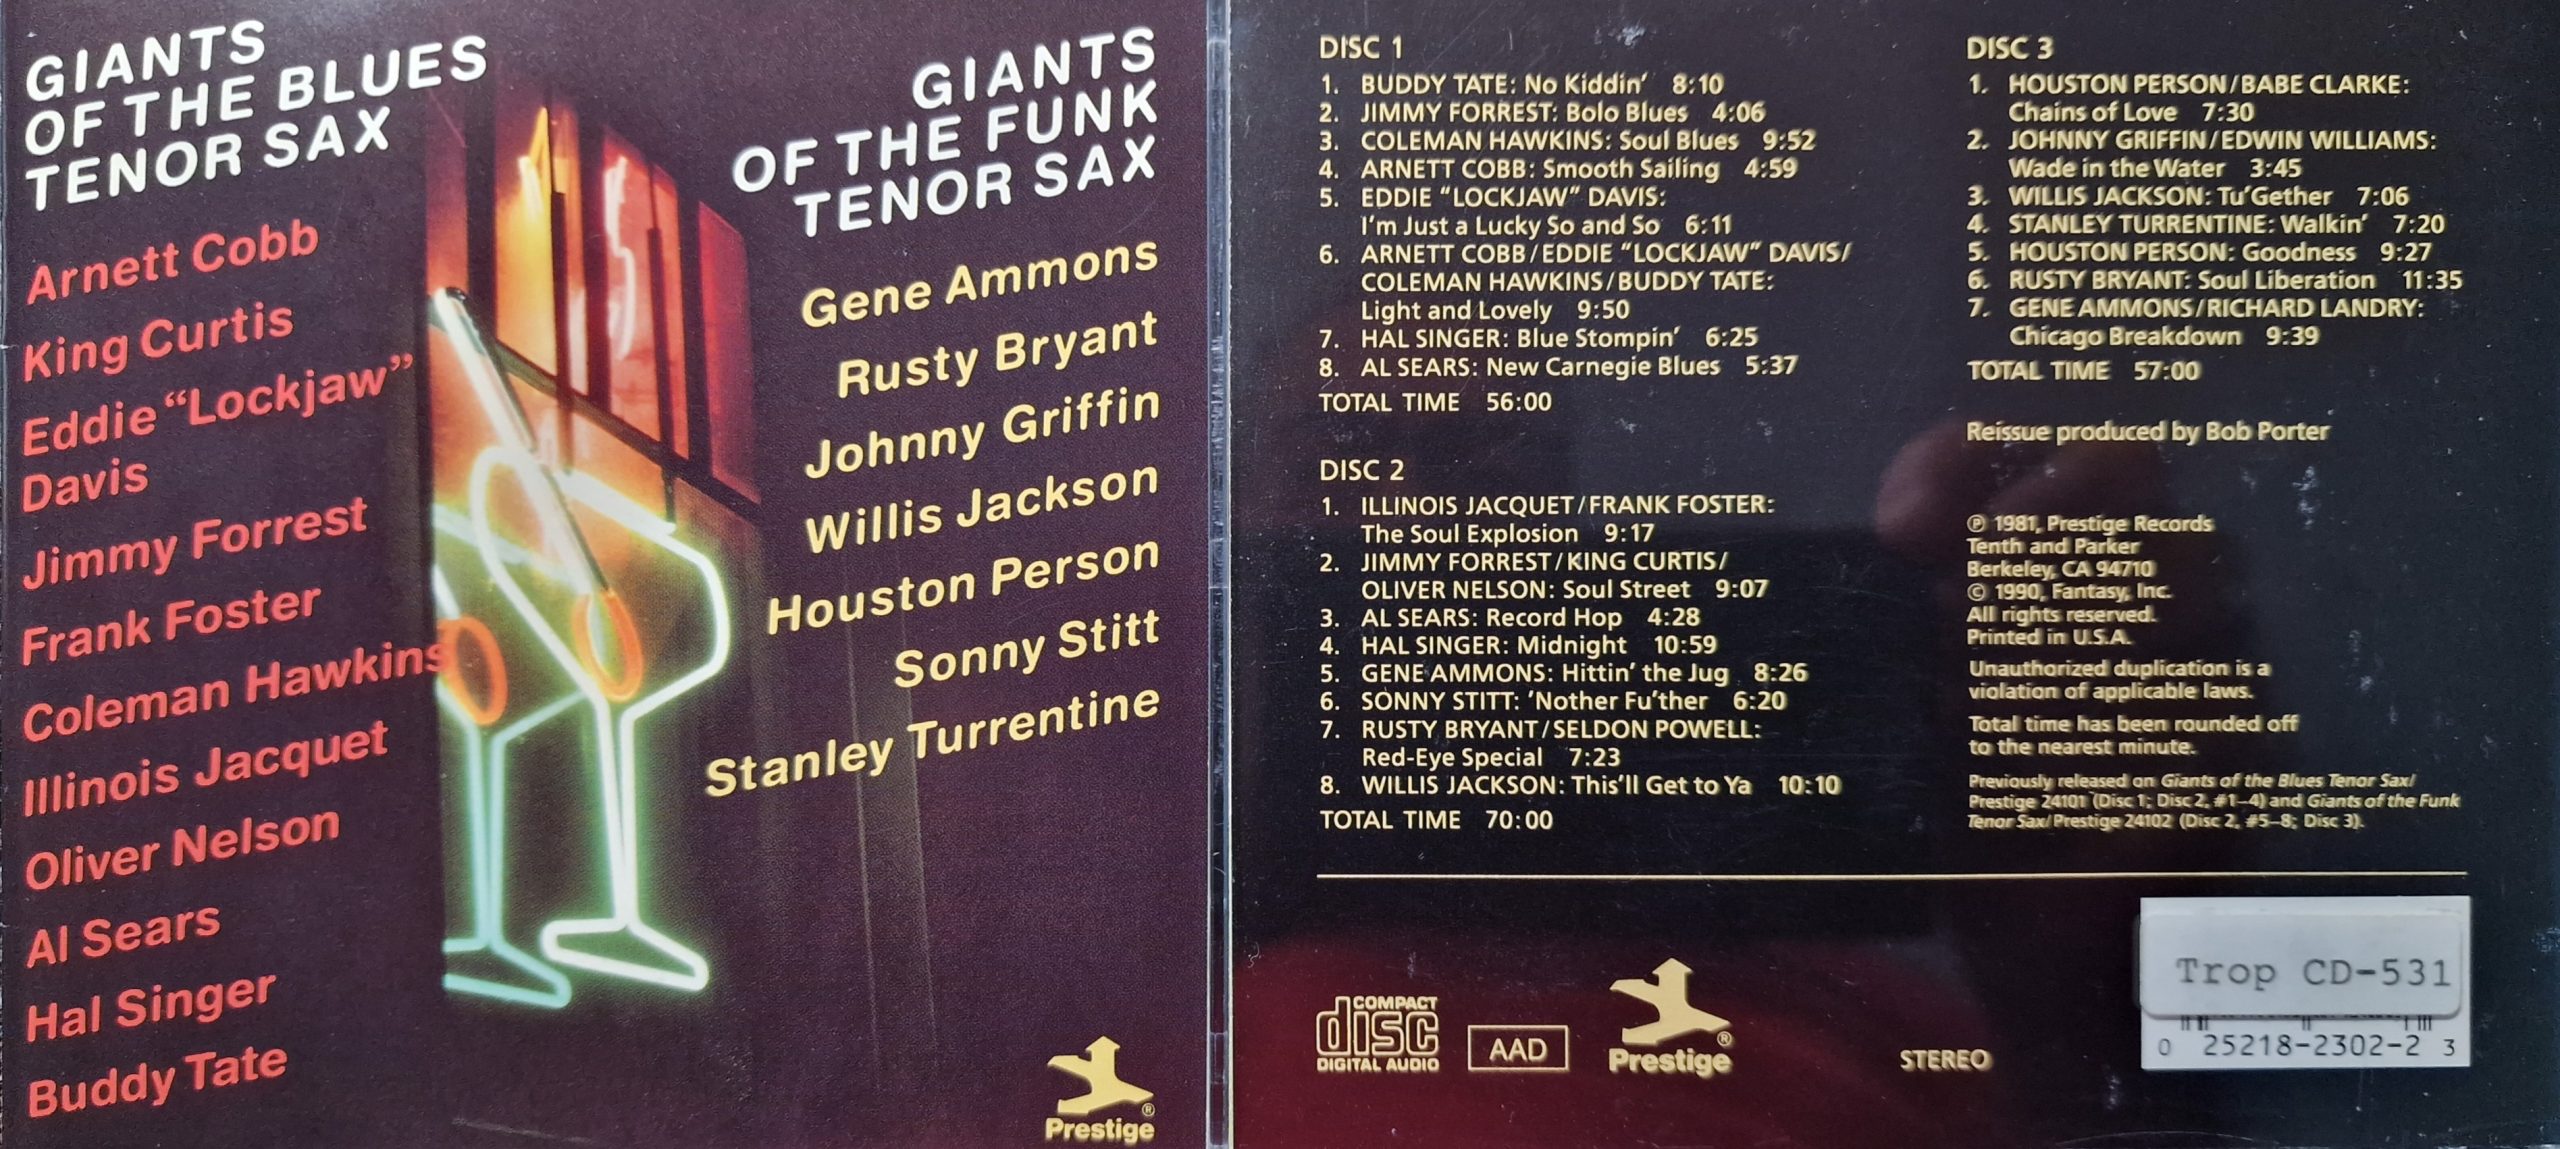 GIANTS
OF THE BLUES
TENOR SAX
Arnett Cobb
King Curtis
Eddie “Lockjaw”
Davis
Jimmy Forrest
Frank Foster
Coleman Hawkins
Illinois Jacquet
Oliver Nelson
Al Sears
Hal Singer
Buddy Tate
GIANTS
OF THE FUNK
TENOR SAX
Gene Ammons
Rusty Bryant
Johnny Griffin
Willis Jackson
Houston Person
Sonny Stitt
Stanley Turrentine
Prestige®
DISC 1
1. BUDDY TATE: No Kiddin’ 8:10
2. JIMMY FORREST: Bolo Blues 4:06
3. COLEMAN HAWKINS: Soul Blues 9:52
4. ARNETT COBB: Smooth Sailing 4:59
5. EDDIE “LOCKJAW” DAVIS:
I’m Just a Lucky So and So 6:11
6. ARNETT COBB/EDDIE “LOCKJAW” DAVIS/
COLEMAN HAWKINS/BUDDY TATE:
Light and Lovely 9:50
7. HAL SINGER: Blue Stompin’ 6:25
8. AL SEARS: New Carnegie Blues 5:37
TOTAL TIME 56:00
DISC 2
1. ILLINOIS JACQUET/FRANK FOSTER:
The Soul Explosion 9:17
2. JIMMY FORREST/KING CURTIS/
OLIVER NELSON: Soul Street 9:07
3. AL SEARS: Record Hop 4:28
4. HAL SINGER: Midnight 10:59
5. GENE AMMONS: Hittin’ the Jug 8:26
6. SONNY STITT: ’Nother Fu’ther 6:20
7. RUSTY BRYANT/SELDON POWELL:
Red-Eye Special 7:23
8. WILLIS JACKSON: This’ll Get to Ya 10:10
TOTAL TIME 70:00
DISC 3
1. HOUSTON PERSON/BABE CLARKE:
Chains of Love 7:30
2. JOHNNY GRIFFIN/EDWIN WILLIAMS:
Wade in the Water 3:45
3. WILLIS JACKSON: Tu’Gether 7:06
4. STANLEY TURRENTINE: Walkin’ 7:20
5. HOUSTON PERSON: Goodness 9:27
6. RUSTY BRYANT: Soul Liberation 11:35
7. GENE AMMONS/RICHARD LANDRY:
Chicago Breakdown 9:39
TOTAL TIME 57:00
Reissue produced by Bob Porter
℗ 1981, Prestige Records
Tenth and Parker
Berkeley, CA 94710
© 1990, Fantasy, Inc.
All rights reserved.
Printed in U.S.A.
Unauthorized duplication is a
violation of applicable laws.
Total time has been rounded off
to the nearest minute.
Previously released on Giants of the Blues Tenor Sax/
Prestige 24101 (Disc 1; Disc 2, #1–4) and Giants of the Funk
Tenor Sax/Prestige 24102 (Disc 2, #5–8; Disc 3).
COMPACT
disc
DIGITAL AUDIO
AAD
Prestige®
STEREO
Trop CD-531
0 25218-2302-2 3